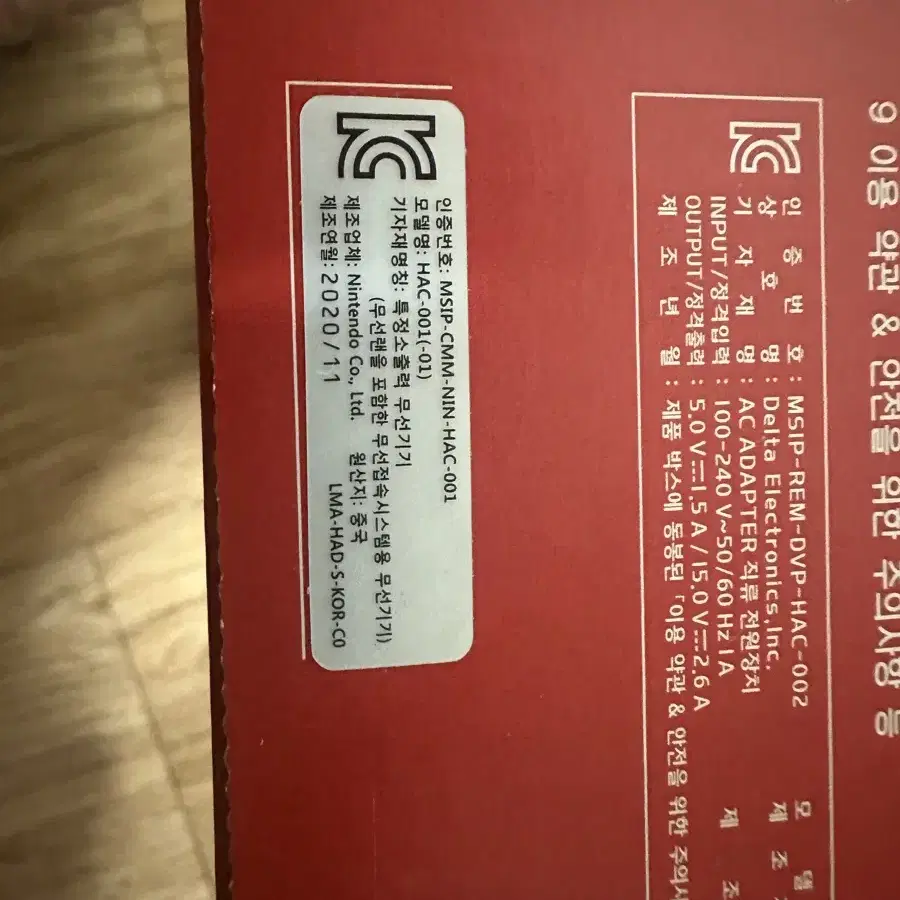 9 이용 약관 & 안전을 위한 주의사항 등
인 증 번 호 : MSIP-REM-DVP-HAC-002
상 호 명 : Delta Electronics,Inc.
기 자 재 명 : AC ADAPTER 직류 전원장치
INPUT/정격입력 : 100-240 V~50/60 Hz 1A
OUTPUT/정격출력 : 5.0 V⎓1.5 A / 15.0 V⎓2.6 A
제 조 년 월 : 제품 박스에 동봉된 「이용 약관 & 안전을 위한 주의사
모 델
제 조
제 조
인증번호: MSIP-CMM-NIN-HAC-001
모델명: HAC-001(-01)
기자재명칭: 특정소출력 무선기기
(무선랜을 포함한 무선접속시스템용 무선기기)
제조업체: Nintendo Co., Ltd. 원산지: 중국
제조연월: 2020/11 LMA-HAD-S-KOR-C0